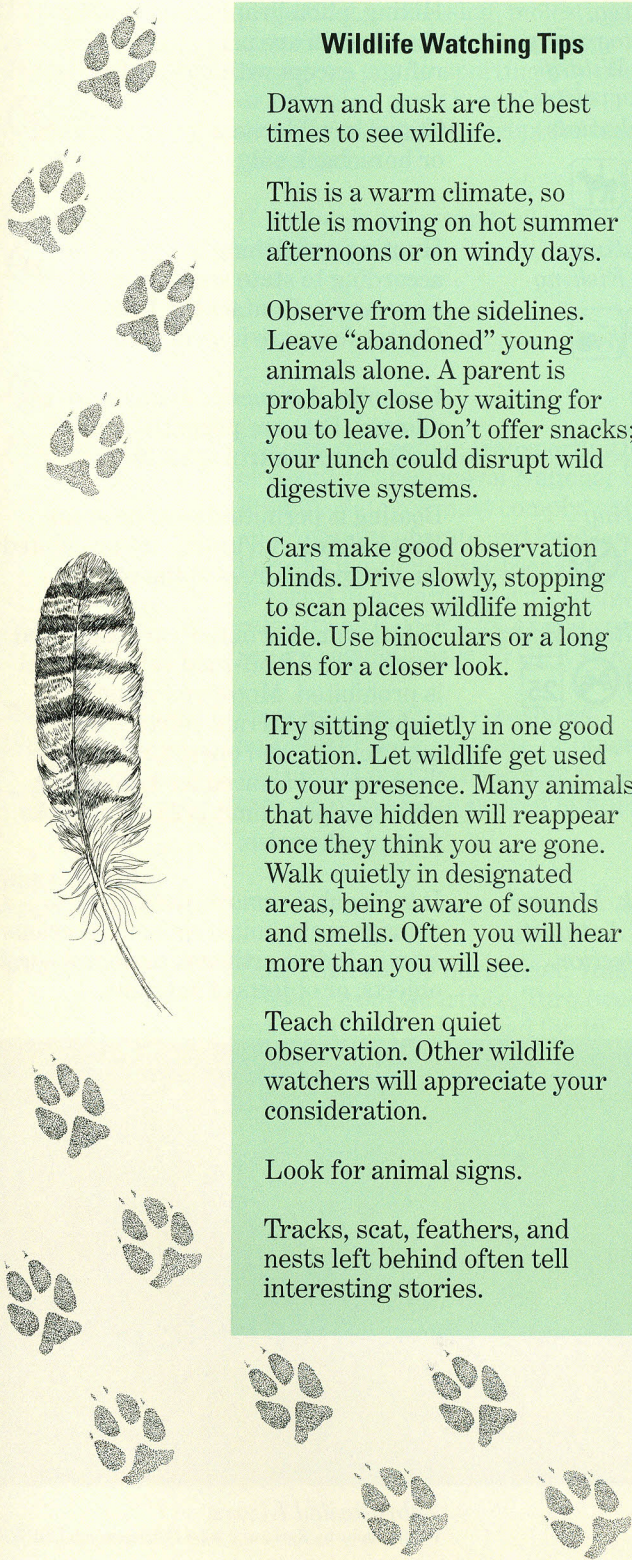 Wildlife Watching Tips
Dawn and dusk are the best
times to see wildlife.
This is a warm climate, so
little is moving on hot summer
afternoons or on windy days.
Observe from the sidelines.
Leave “abandoned” young
animals alone. A parent is
probably close by waiting for
you to leave. Don’t offer snacks;
your lunch could disrupt wild
digestive systems.
Cars make good observation
blinds. Drive slowly, stopping
to scan places wildlife might
hide. Use binoculars or a long
lens for a closer look.
Try sitting quietly in one good
location. Let wildlife get used
to your presence. Many animals
that have hidden will reappear
once they think you are gone.
Walk quietly in designated
areas, being aware of sounds
and smells. Often you will hear
more than you will see.
Teach children quiet
observation. Other wildlife
watchers will appreciate your
consideration.
Look for animal signs.
Tracks, scat, feathers, and
nests left behind often tell
interesting stories.